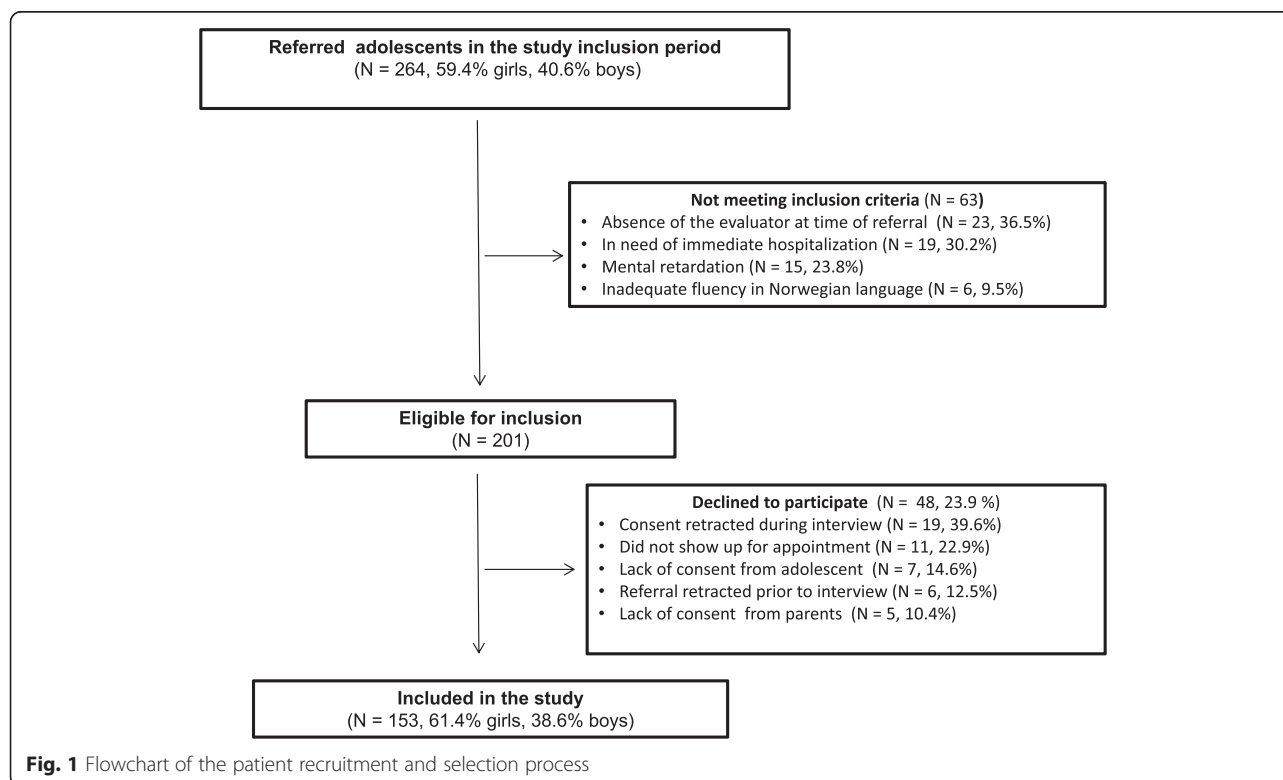 Referred adolescents in the study inclusion period
(N = 264, 59.4% girls, 40.6% boys)
Not meeting inclusion criteria (N = 63)
• Absence of the evaluator at time of referral (N = 23, 36.5%)
• In need of immediate hospitalization (N = 19, 30.2%)
• Mental retardation (N = 15, 23.8%)
• Inadequate fluency in Norwegian language (N = 6, 9.5%)
Eligible for inclusion
(N = 201)
Declined to participate (N = 48, 23.9 %)
• Consent retracted during interview (N = 19, 39.6%)
• Did not show up for appointment (N = 11, 22.9%)
• Lack of consent from adolescent (N = 7, 14.6%)
• Referral retracted prior to interview (N = 6, 12.5%)
• Lack of consent from parents (N = 5, 10.4%)
Included in the study
(N = 153, 61.4% girls, 38.6% boys)
Fig. 1 Flowchart of the patient recruitment and selection process